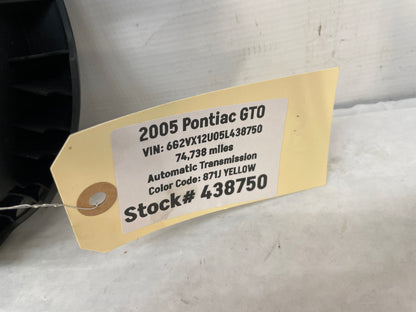 2005 Pontiac GTO
VIN: 6G2VX12U05L438750
74,738 miles
Automatic Transmission
Color Code: 871J YELLOW
Stock# 438750